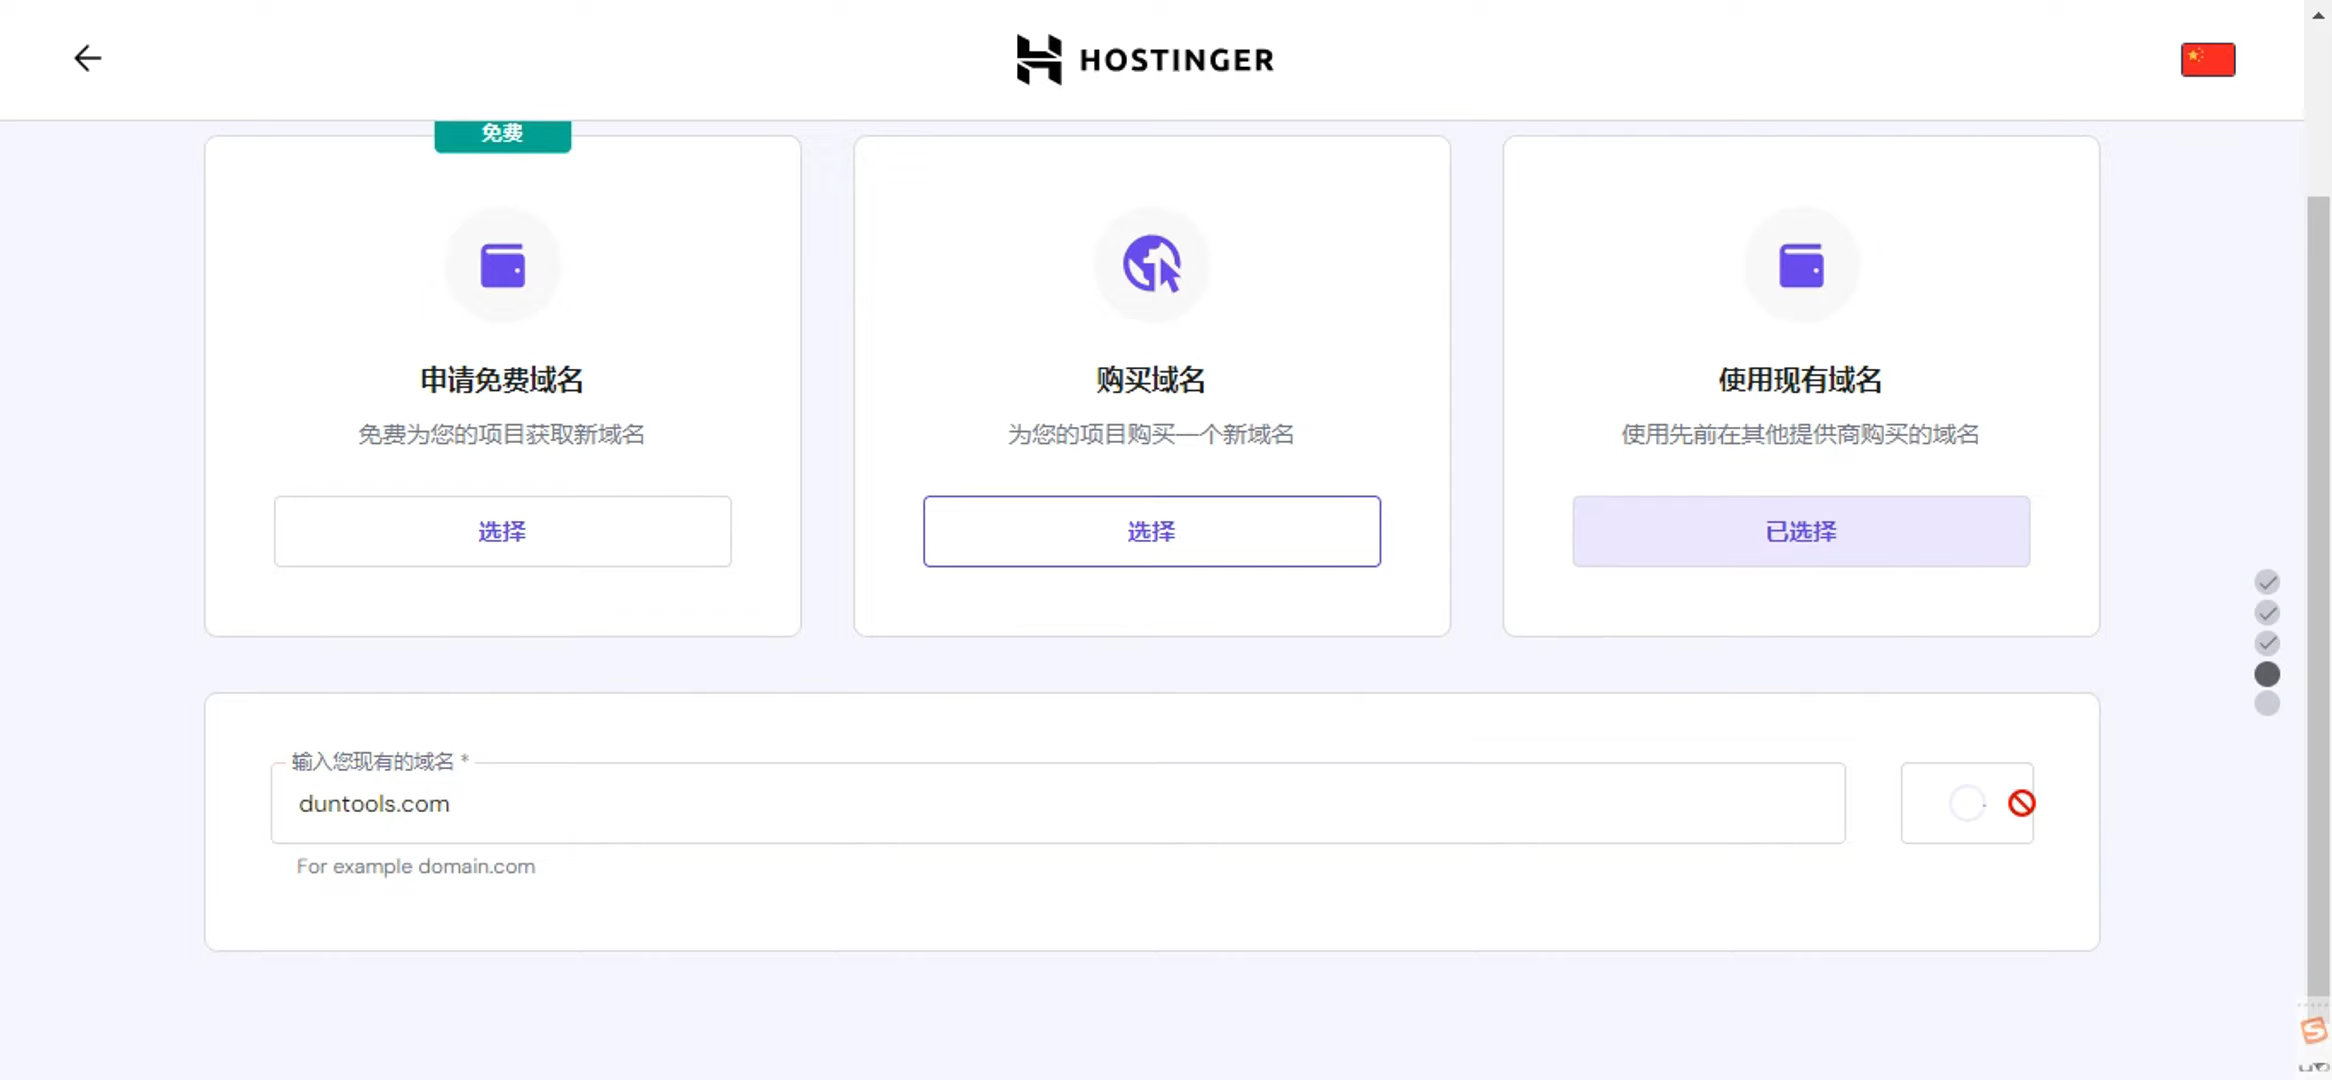 HOSTINGER
免费
申请免费域名
免费为您的项目获取新域名
选择
购买域名
为您的项目购买一个新域名
选择
使用现有域名
使用先前在其他提供商购买的域名
已选择
输入您现有的域名 *
duntools.com
For example domain.com